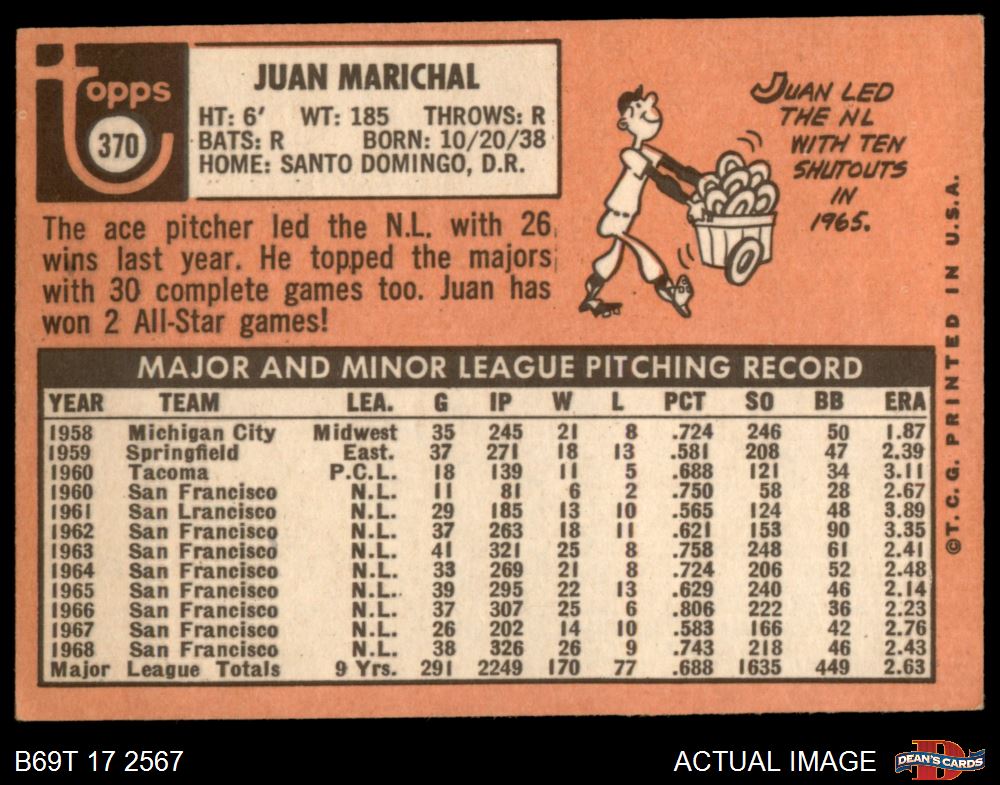 Topps
370
JUAN MARICHAL
HT: 6' WT: 185 THROWS: R
BATS: R BORN: 10/20/38
HOME: SANTO DOMINGO, D.R.
JUAN LED
THE NL
WITH TEN
SHUTOUTS
IN
1965.
The ace pitcher led the N.L. with 26
wins last year. He topped the majors
with 30 complete games too. Juan has
won 2 All-Star games!
MAJOR AND MINOR LEAGUE PITCHING RECORD
YEAR TEAM LEA. G IP W L PCT SO BB ERA
1958 Michigan City Midwest 35 245 21 8 .724 246 50 1.87
1959 Springfield East. 37 271 18 13 .581 208 47 2.39
1960 Tacoma P.C.L. 18 139 11 5 .688 121 34 3.11
1960 San Francisco N.L. 11 81 6 2 .750 58 28 2.67
1961 San Lrancisco N.L. 29 185 13 10 .565 124 48 3.89
1962 San Francisco N.L. 37 263 18 11 .621 153 90 3.35
1963 San Francisco N.L. 41 321 25 8 .758 248 61 2.41
1964 San Francisco N.L. 33 269 21 8 .724 206 52 2.48
1965 San Francisco N.L. 39 295 22 13 .629 240 46 2.14
1966 San Francisco N.L. 37 307 25 6 .806 222 36 2.23
1967 San Francisco N.L. 26 202 14 10 .583 166 42 2.76
1968 San Francisco N.L. 38 326 26 9 .743 218 46 2.43
Major League Totals 9 Yrs. 291 2249 170 77 .688 1635 449 2.63
©T. C. G. PRINTED IN U.S.A.
B69T 17 2567
ACTUAL IMAGE
DEAN'S CARDS